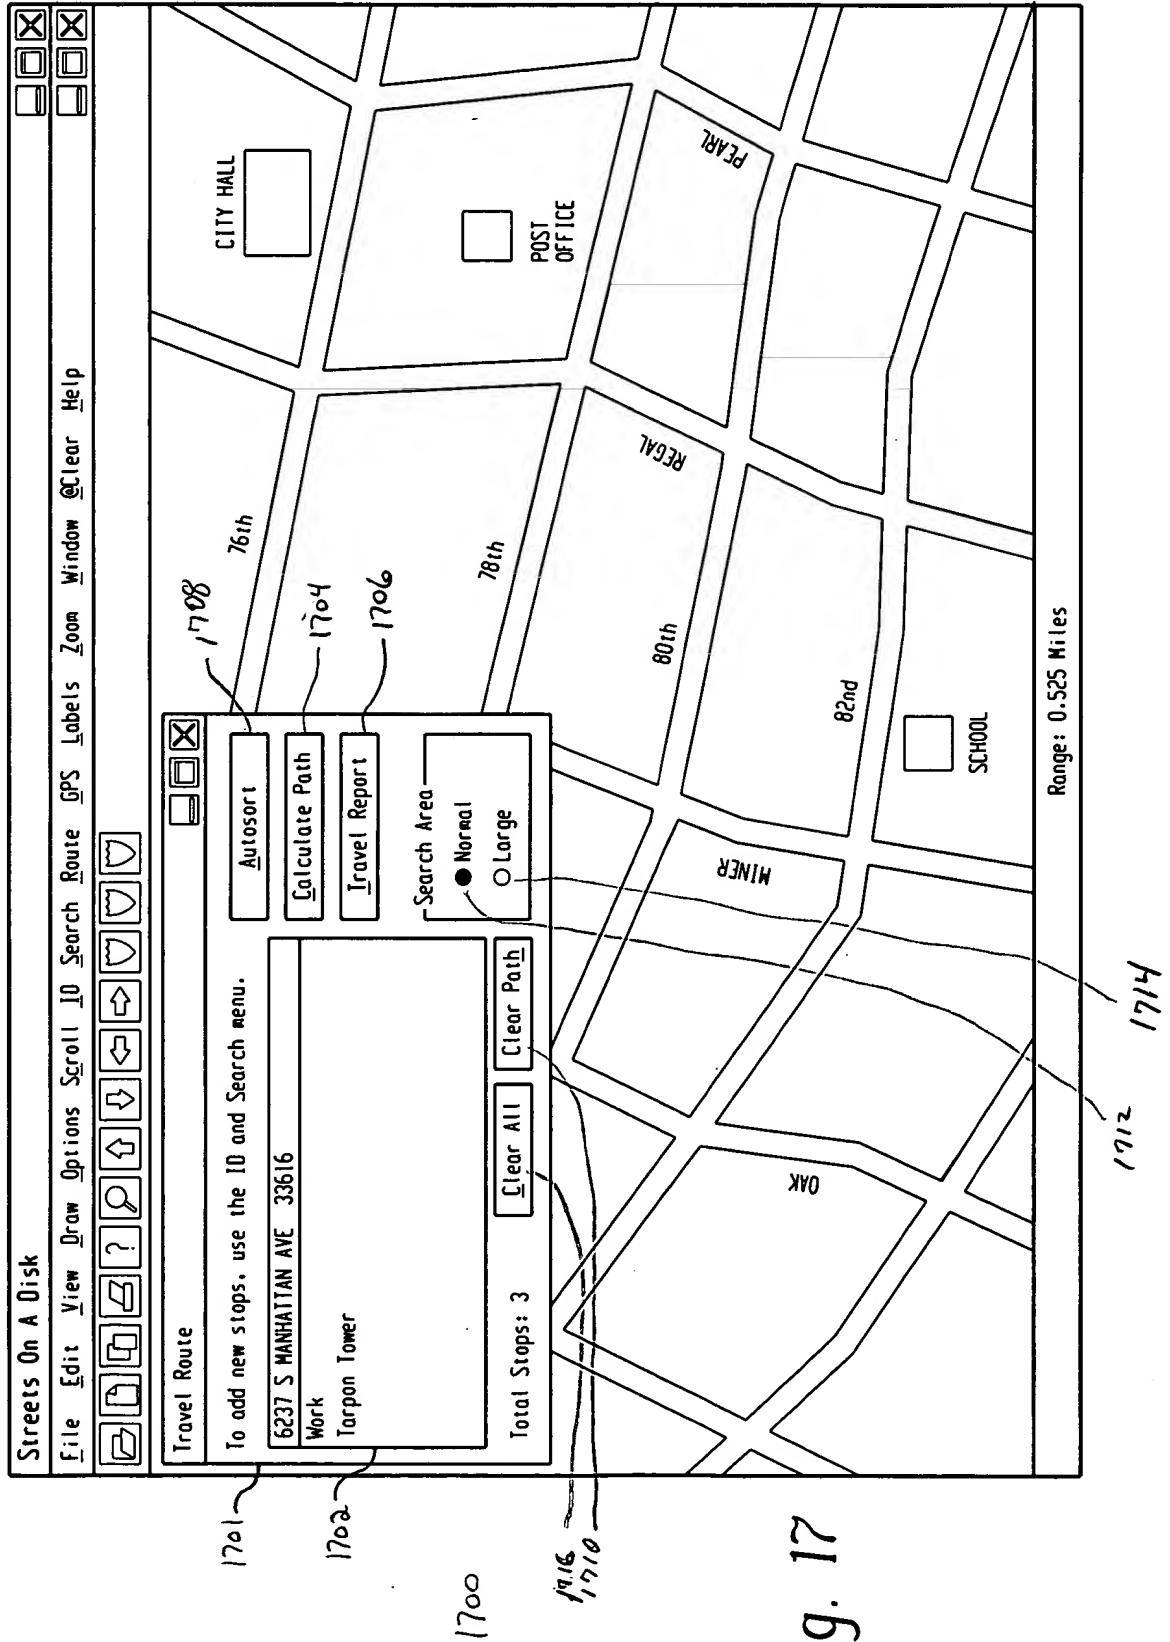 Streets On A Disk
File Edit View Draw Options Scroll ID Search Route GPS Labels Zoom Window @Clear Help
?
Travel Route
To add new stops, use the ID and Search menu.
6237 S MANHATTAN AVE 33616
Work
Tarpon Tower
Autosort
Calculate Path
Travel Report
Search Area
Normal
Large
Total Stops: 3
Clear All
Clear Path
1701
1702
1708
1704
1706
1716
1710
1712
1714
1700
76th
78th
80th
82nd
CITY HALL
POST
OFFICE
PEARL
REGAL
MINER
OAK
SCHOOL
Range: 0.525 Miles
g. 17